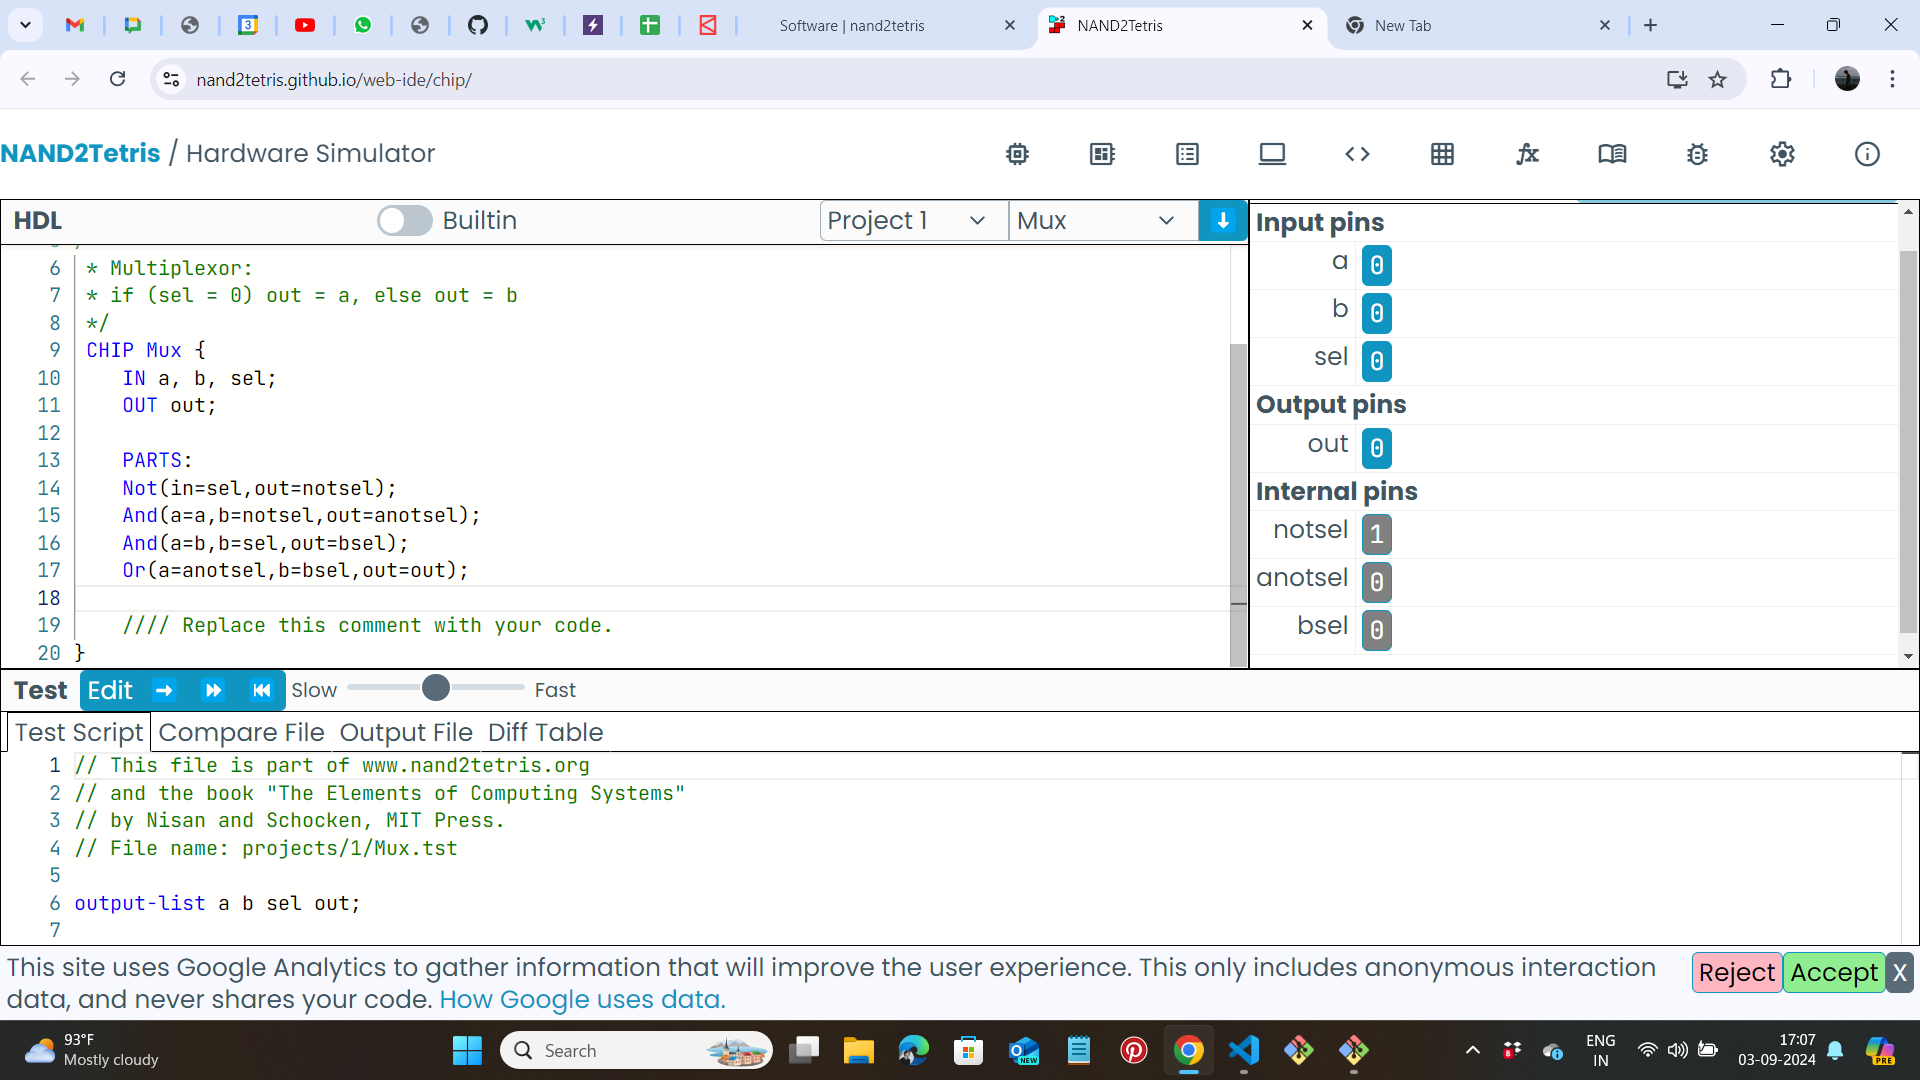 Software | nand2tetris
NAND2Tetris
New Tab
nand2tetris.github.io/web-ide/chip/
NAND2Tetris / Hardware Simulator
HDL
Builtin
Project 1
Mux
6 * Multiplexor:
7 * if (sel = 0) out = a, else out = b
8 */
9 CHIP Mux {
10 IN a, b, sel;
11 OUT out;
12
13 PARTS:
14 Not(in=sel,out=notsel);
15 And(a=a,b=notsel,out=anotsel);
16 And(a=b,b=sel,out=bsel);
17 Or(a=anotsel,b=bsel,out=out);
18
19 //// Replace this comment with your code.
20 }
Input pins
a 0
b 0
sel 0
Output pins
out 0
Internal pins
notsel 1
anotsel 0
bsel 0
Test Edit Slow Fast
Test Script Compare File Output File Diff Table
1 // This file is part of www.nand2tetris.org
2 // and the book "The Elements of Computing Systems"
3 // by Nisan and Schocken, MIT Press.
4 // File name: projects/1/Mux.tst
5
6 output-list a b sel out;
7
This site uses Google Analytics to gather information that will improve the user experience. This only includes anonymous interaction
data, and never shares your code. How Google uses data.
Reject Accept X
93°F
Mostly cloudy
Search
ENG
IN
17:07
03-09-2024